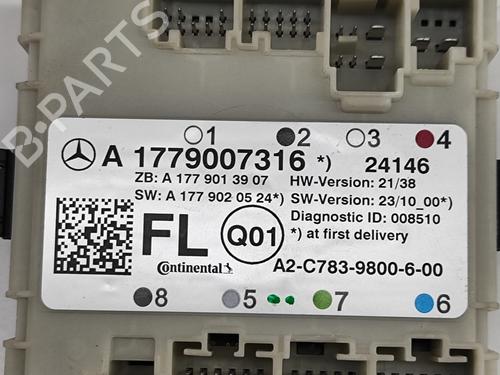 B-PARTS
1 2 3 4
A 1779007316 *) 24146
ZB: A 177 901 39 07 HW-Version: 21/38
SW: A 177 902 05 24*) SW-Version: 23/10_00*)
Diagnostic ID: 008510
FL Q01 *) at first delivery
Continental A2-C783-9800-6-00
8 5 7 6